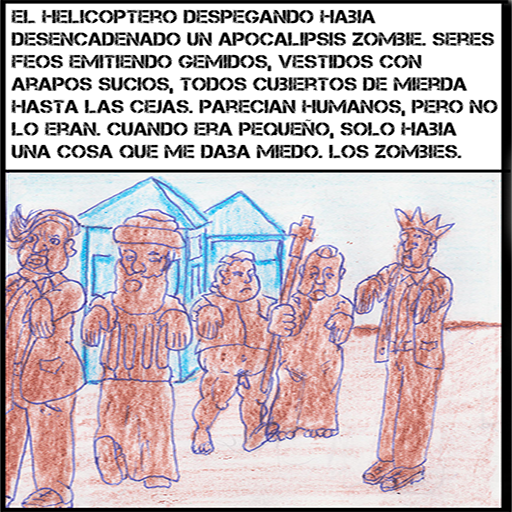 EL HELICOPTERO DESPEGANDO HABIA
DESENCADENADO UN APOCALIPSIS ZOMBIE. SERES
FEOS EMITIENDO GEMIDOS, VESTIDOS CON
ARAPOS SUCIOS, TODOS CUBIERTOS DE MIERDA
HASTA LAS CEJAS. PARECIAN HUMANOS, PERO NO
LO ERAN. CUANDO ERA PEQUEÑO, SOLO HABIA
UNA COSA QUE ME DABA MIEDO. LOS ZOMBIES.